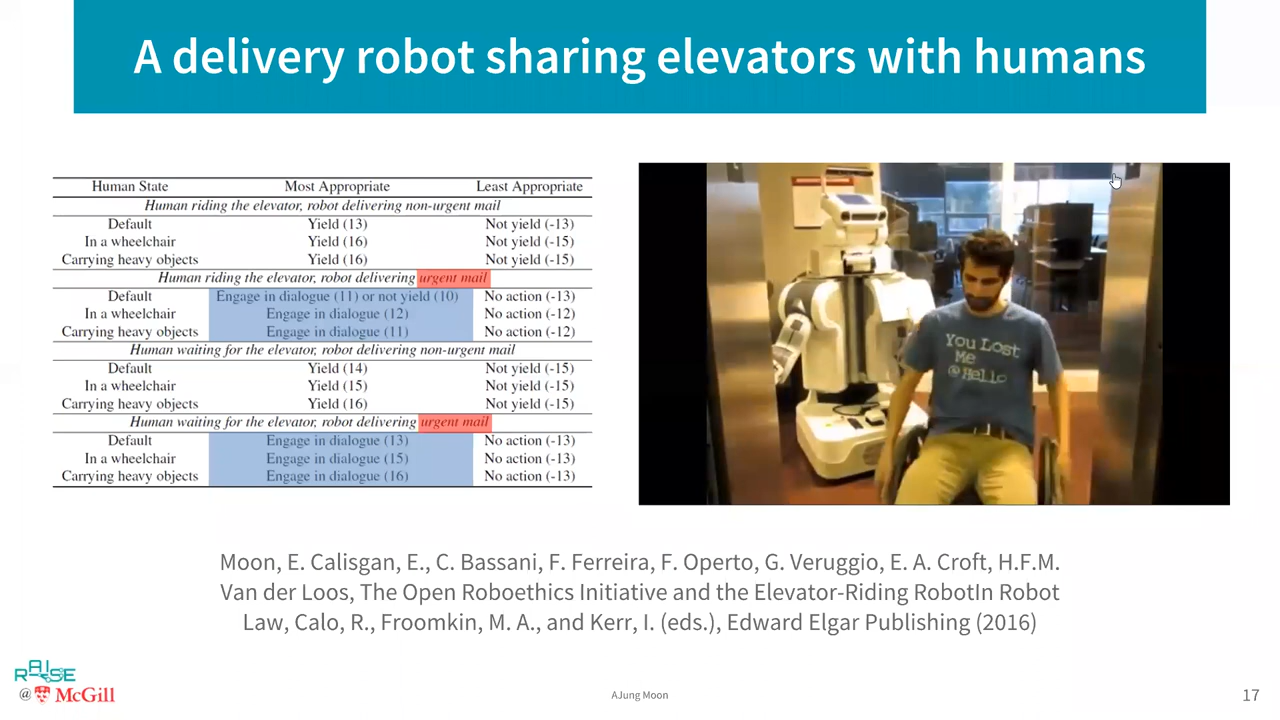 A delivery robot sharing elevators with humans
Human State Most Appropriate Least Appropriate
Human riding the elevator, robot delivering non-urgent mail
Default Yield (13) Not yield (-13)
In a wheelchair Yield (16) Not yield (-15)
Carrying heavy objects Yield (16) Not yield (-15)
Human riding the elevator, robot delivering urgent mail
Default Engage in dialogue (11) or not yield (10) No action (-13)
In a wheelchair Engage in dialogue (12) No action (-12)
Carrying heavy objects Engage in dialogue (11) No action (-12)
Human waiting for the elevator, robot delivering non-urgent mail
Default Yield (14) Not yield (-15)
In a wheelchair Yield (15) Not yield (-15)
Carrying heavy objects Yield (16) Not yield (-15)
Human waiting for the elevator, robot delivering urgent mail
Default Engage in dialogue (13) No action (-13)
In a wheelchair Engage in dialogue (15) No action (-13)
Carrying heavy objects Engage in dialogue (16) No action (-13)
You Lost
Me
@Hello
Moon, E. Calisgan, E., C. Bassani, F. Ferreira, F. Operto, G. Veruggio, E. A. Croft, H.F.M.
Van der Loos, The Open Roboethics Initiative and the Elevator-Riding RobotIn Robot
Law, Calo, R., Froomkin, M. A., and Kerr, I. (eds.), Edward Elgar Publishing (2016)
RAISE
@ McGill
AJung Moon
17